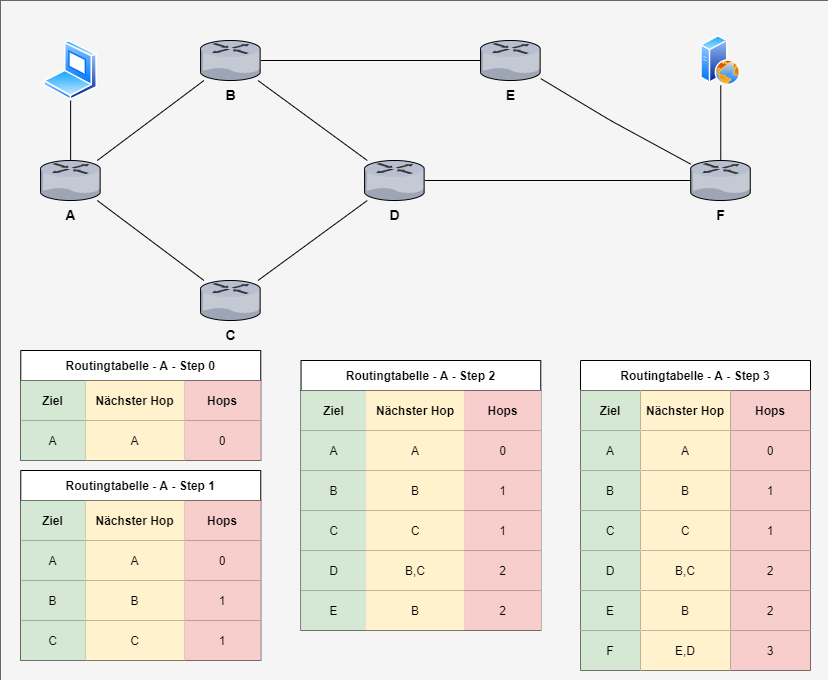 B
E
A
D
F
C
Routingtabelle - A - Step 0
Ziel Nächster Hop Hops
A A 0
Routingtabelle - A - Step 1
Ziel Nächster Hop Hops
A A 0
B B 1
C C 1
Routingtabelle - A - Step 2
Ziel Nächster Hop Hops
A A 0
B B 1
C C 1
D B,C 2
E B 2
Routingtabelle - A - Step 3
Ziel Nächster Hop Hops
A A 0
B B 1
C C 1
D B,C 2
E B 2
F E,D 3